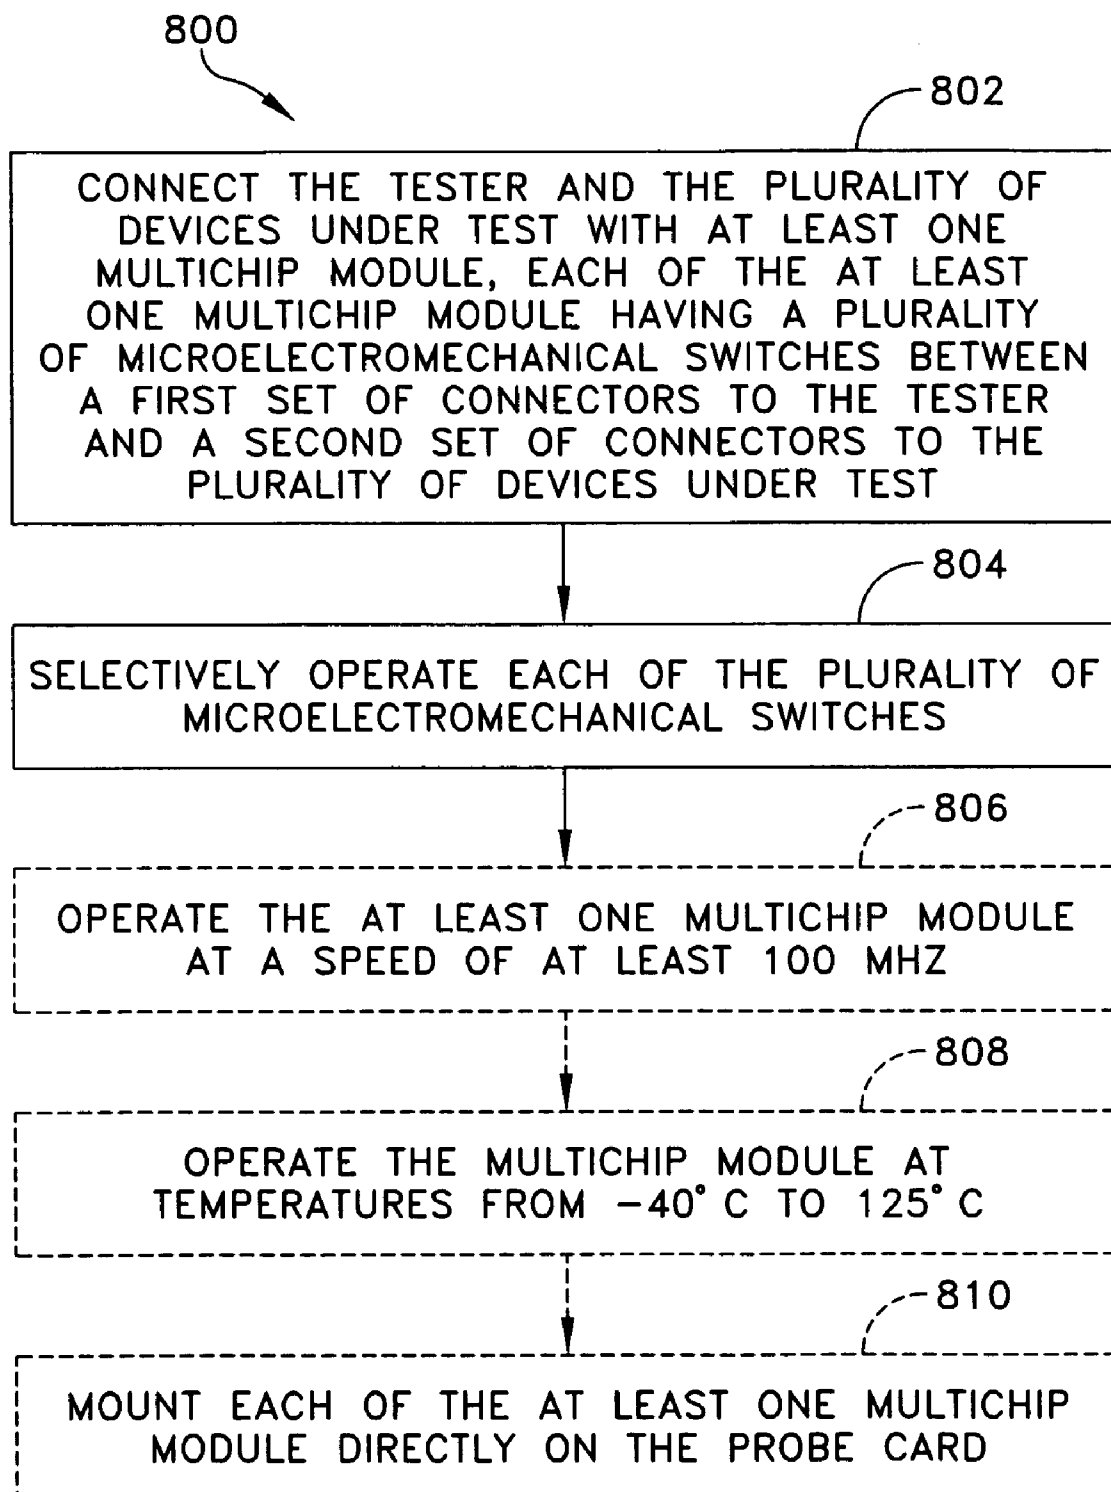 800
802
CONNECT THE TESTER AND THE PLURALITY OF
DEVICES UNDER TEST WITH AT LEAST ONE
MULTICHIP MODULE, EACH OF THE AT LEAST
ONE MULTICHIP MODULE HAVING A PLURALITY
OF MICROELECTROMECHANICAL SWITCHES BETWEEN
A FIRST SET OF CONNECTORS TO THE TESTER
AND A SECOND SET OF CONNECTORS TO THE
PLURALITY OF DEVICES UNDER TEST
804
SELECTIVELY OPERATE EACH OF THE PLURALITY OF
MICROELECTROMECHANICAL SWITCHES
806
OPERATE THE AT LEAST ONE MULTICHIP MODULE
AT A SPEED OF AT LEAST 100 MHZ
808
OPERATE THE MULTICHIP MODULE AT
TEMPERATURES FROM −40° C TO 125° C
810
MOUNT EACH OF THE AT LEAST ONE MULTICHIP
MODULE DIRECTLY ON THE PROBE CARD